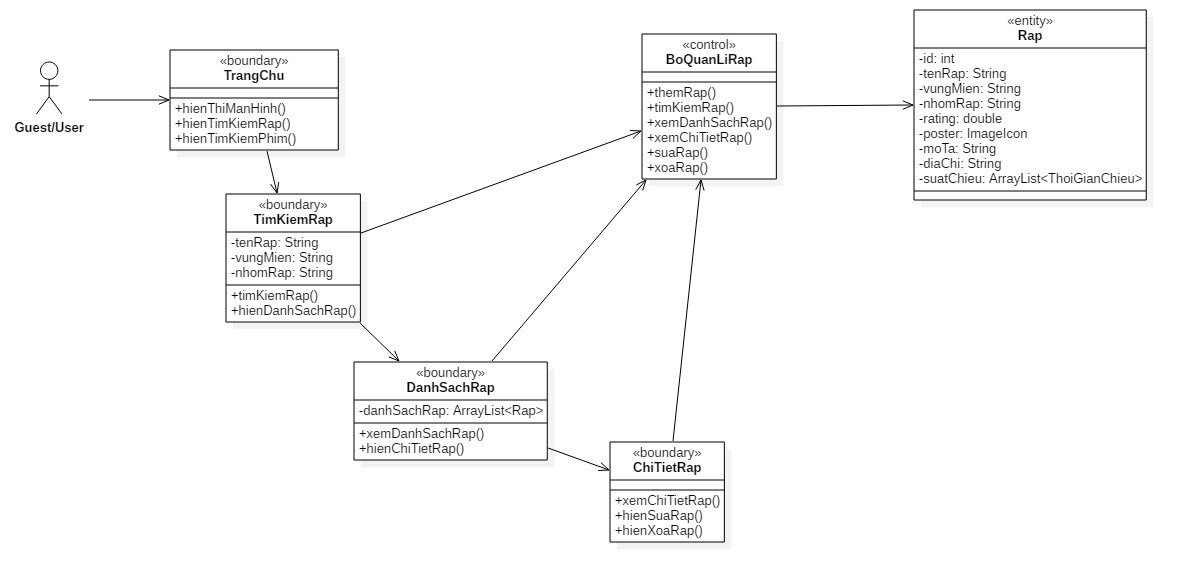 Guest/User
«boundary»
TrangChu
+hienThiManHinh()
+hienTimKiemRap()
+hienTimKiemPhim()
«boundary»
TimKiemRap
-tenRap: String
-vungMien: String
-nhomRap: String
+timKiemRap()
+hienDanhSachRap()
«boundary»
DanhSachRap
-danhSachRap: ArrayList<Rap>
+xemDanhSachRap()
+hienChiTietRap()
«boundary»
ChiTietRap
+xemChiTietRap()
+hienSuaRap()
+hienXoaRap()
«control»
BoQuanLiRap
+themRap()
+timKiemRap()
+xemDanhSachRap()
+xemChiTietRap()
+suaRap()
+xoaRap()
«entity»
Rap
-id: int
-tenRap: String
-vungMien: String
-nhomRap: String
-rating: double
-poster: ImageIcon
-moTa: String
-diaChi: String
-suatChieu: ArrayList<ThoiGianChieu>